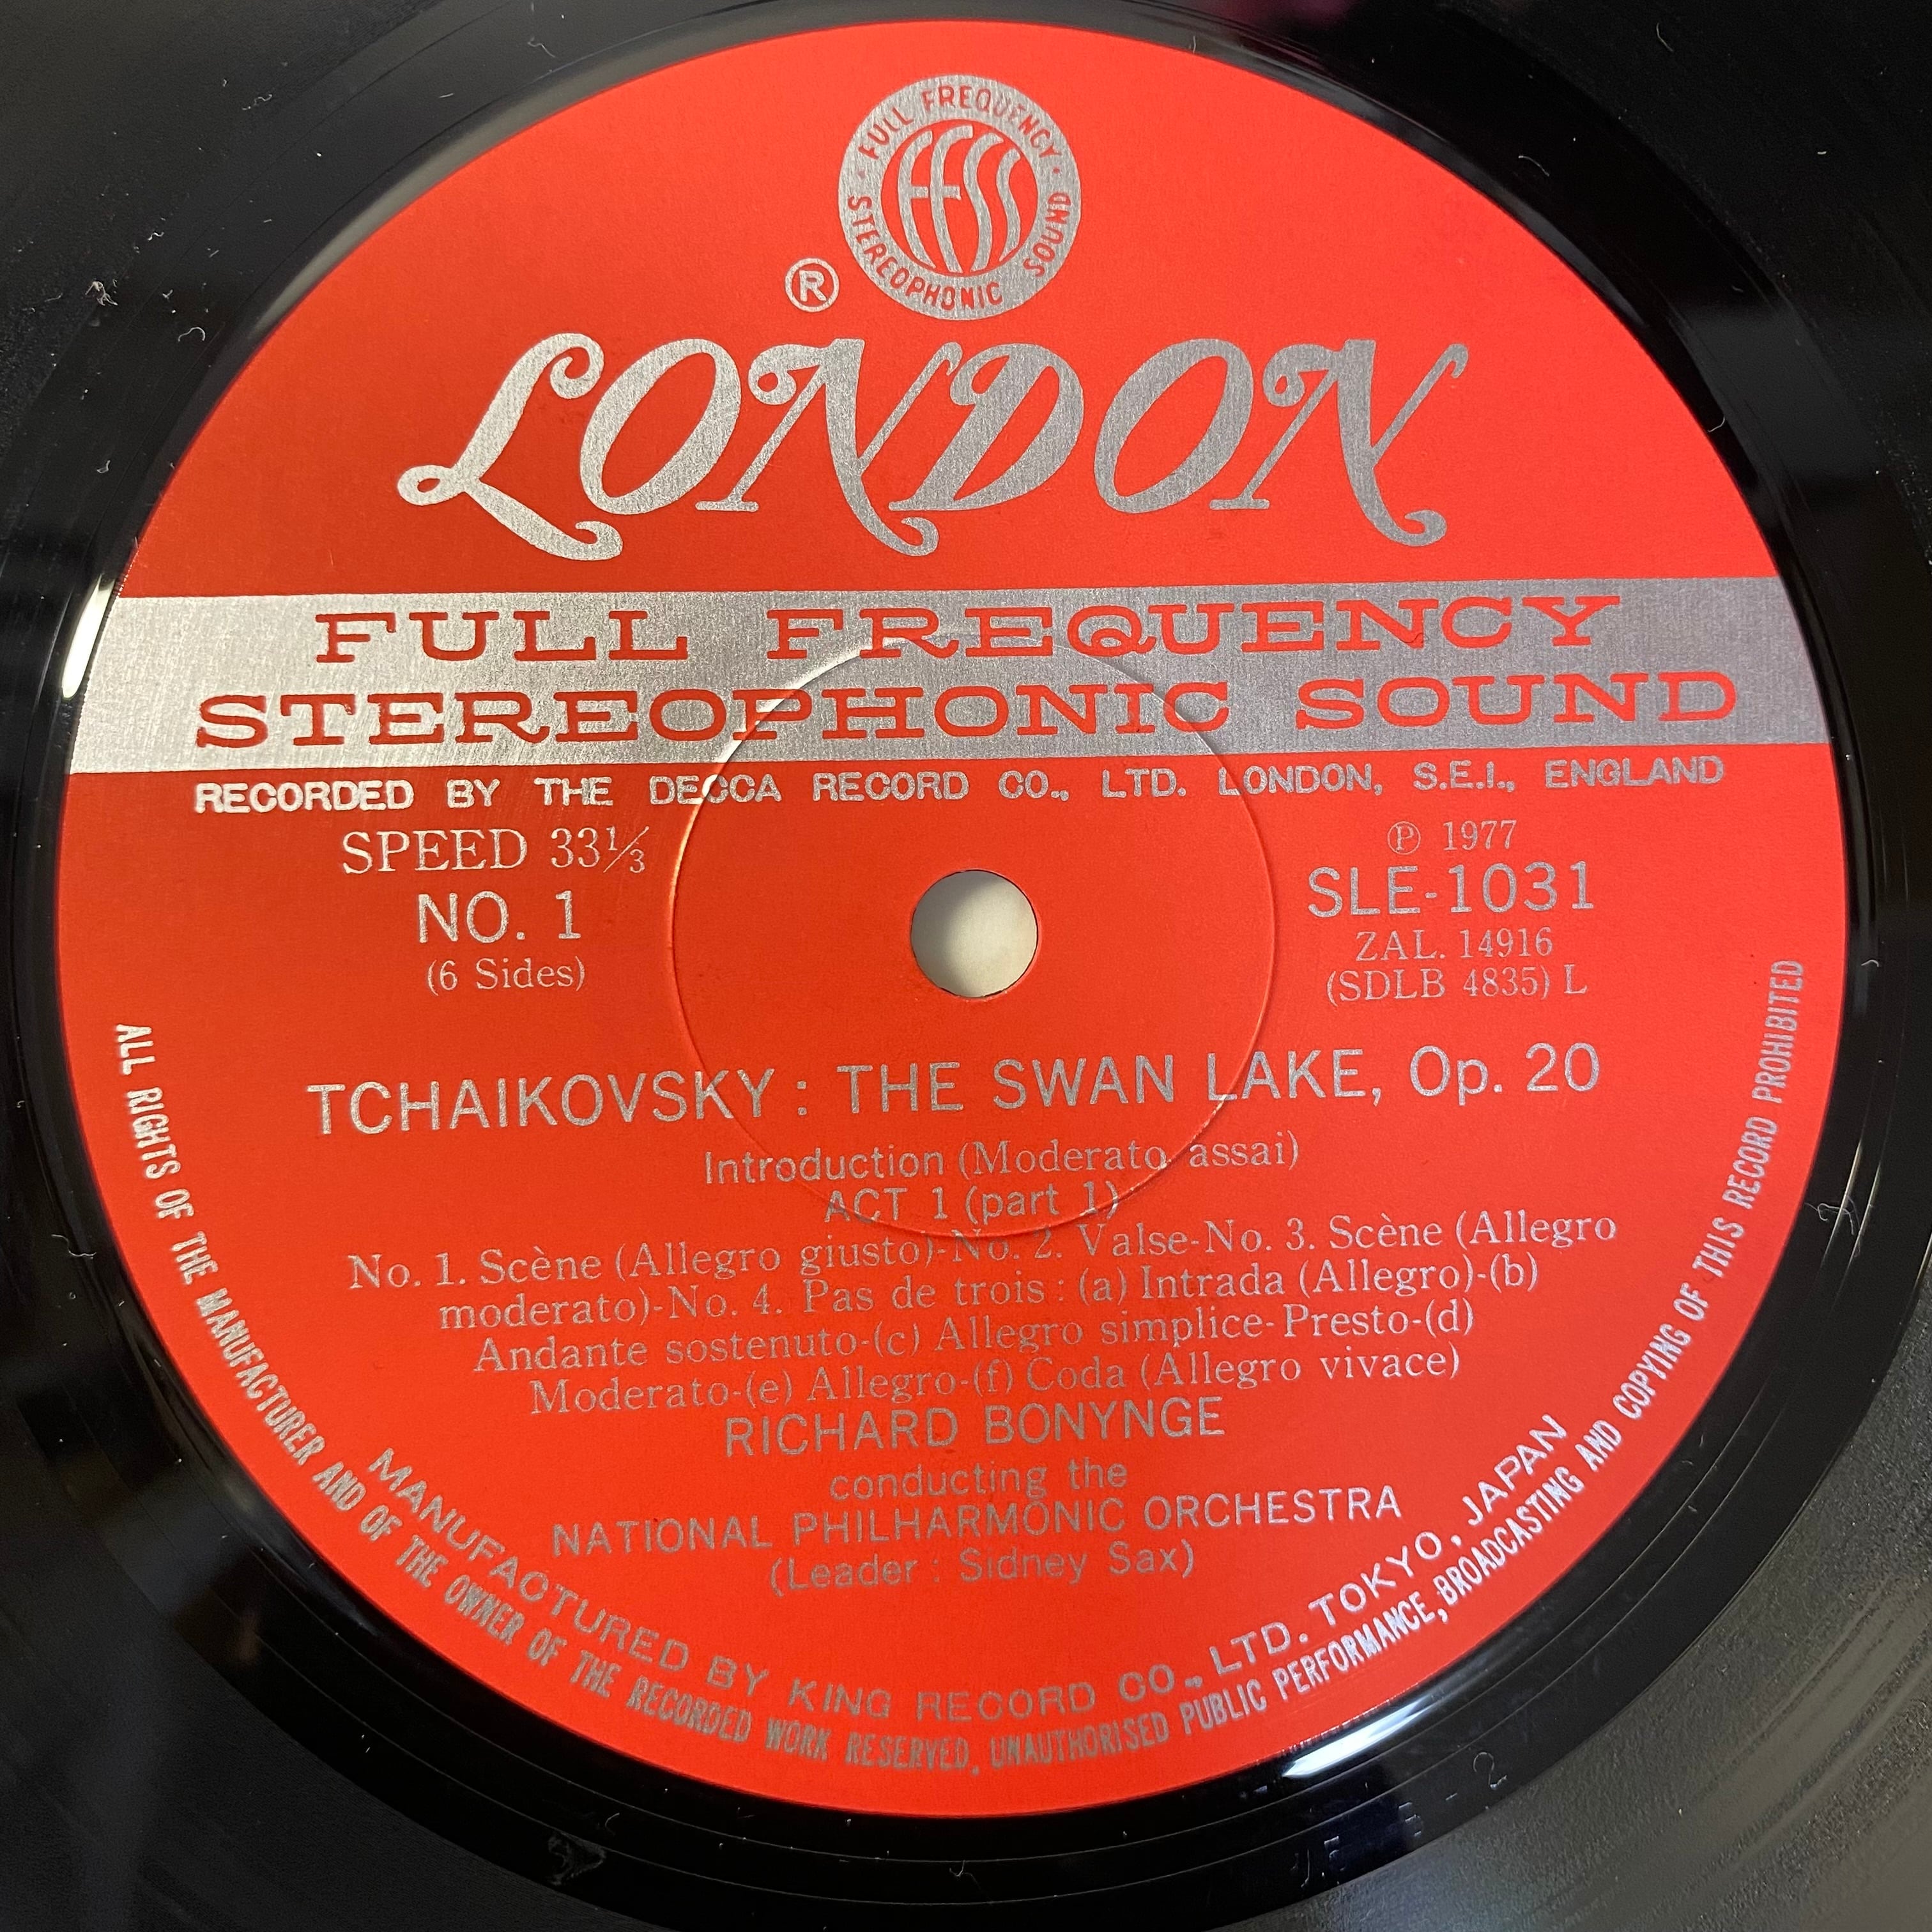 FULL FREQUENCY
STEREOPHONIC SOUND
FFSS
®
LONDON
FULL FREQUENCY
STEREOPHONIC SOUND
RECORDED BY THE DECCA RECORD CO., LTD. LONDON, S.E.I., ENGLAND
SPEED 33⅓
NO. 1
(6 Sides)
℗ 1977
SLE-1031
ZAL. 14916
(SDLB 4835) L
TCHAIKOVSKY : THE SWAN LAKE, Op. 20
Introduction (Moderato assai)
ACT 1 (part 1)
No. 1. Scène (Allegro giusto)-No. 2. Valse-No. 3. Scène (Allegro
moderato)-No. 4. Pas de trois : (a) Intrada (Allegro)-(b)
Andante sostenuto-(c) Allegro simplice-Presto-(d)
Moderato-(e) Allegro-(f) Coda (Allegro vivace)
RICHARD BONYNGE
conducting the
NATIONAL PHILHARMONIC ORCHESTRA
(Leader : Sidney Sax)
MANUFACTURED BY KING RECORD CO., LTD. TOKYO, JAPAN
ALL RIGHTS OF THE MANUFACTURER AND OF THE OWNER OF THE RECORDED WORK RESERVED, UNAUTHORISED PUBLIC PERFORMANCE, BROADCASTING AND COPYING OF THIS RECORD PROHIBITED